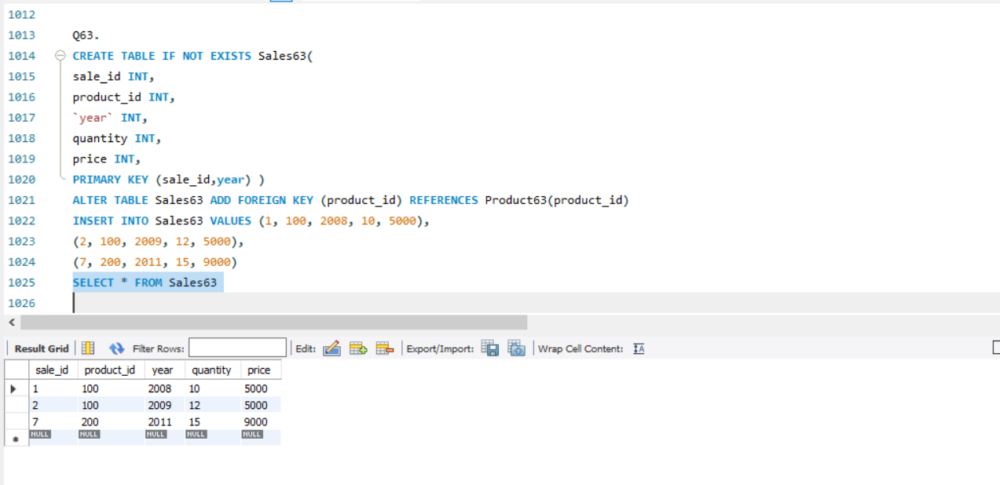 1012
1013 Q63.
1014 CREATE TABLE IF NOT EXISTS Sales63(
1015 sale_id INT,
1016 product_id INT,
1017 `year` INT,
1018 quantity INT,
1019 price INT,
1020 PRIMARY KEY (sale_id,year) )
1021 ALTER TABLE Sales63 ADD FOREIGN KEY (product_id) REFERENCES Product63(product_id)
1022 INSERT INTO Sales63 VALUES (1, 100, 2008, 10, 5000),
1023 (2, 100, 2009, 12, 5000),
1024 (7, 200, 2011, 15, 9000)
1025 SELECT * FROM Sales63
1026
Result Grid Filter Rows: Edit: Export/Import: Wrap Cell Content: IA
sale_id product_id year quantity price
1 100 2008 10 5000
2 100 2009 12 5000
7 200 2011 15 9000
NULL NULL NULL NULL NULL